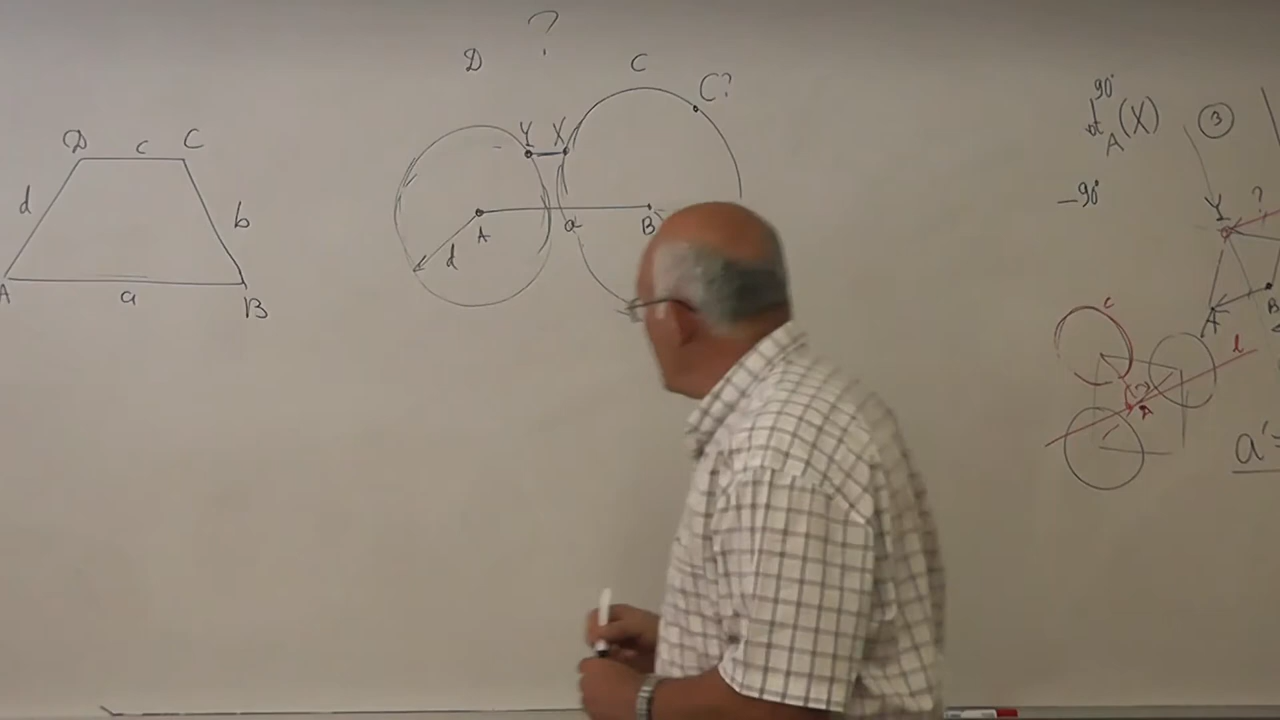 D c C
d b
A a B
?
D C
C?
Y X
A a B
d
90°
A (X) 3
-90°
Y ?
A B
c l
A
a'=